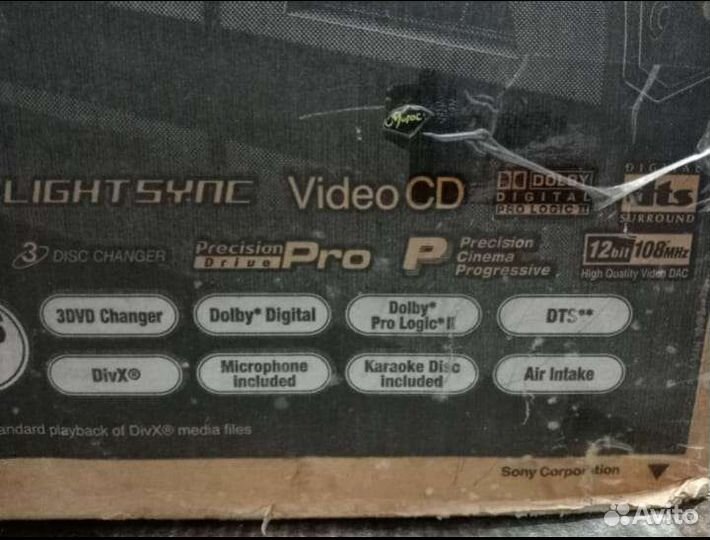 LIGHTSYNC
Video CD
DOLBY
DIGITAL
PRO LOGIC II
DIGITAL
dts
SURROUND
3 DISC CHANGER
Precision
Drive
Pro
P
Precision
Cinema
Progressive
12bit 108MHz
High Quality Video DAC
3DVD Changer
Dolby* Digital
Dolby*
Pro Logic* II
DTS**
DivX®
Microphone
included
Karaoke Disc
included
Air Intake
andard playback of DivX® media files
Sony Corporation
Avito